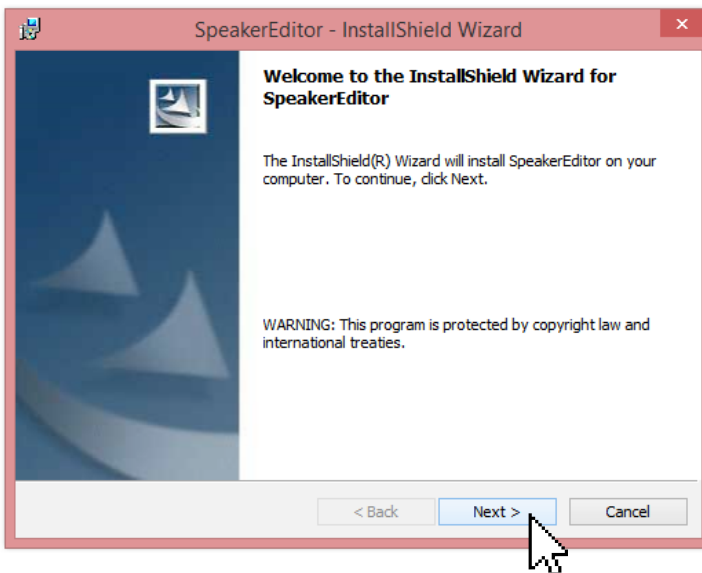 SpeakerEditor - InstallShield Wizard
Welcome to the InstallShield Wizard for
SpeakerEditor
The InstallShield(R) Wizard will install SpeakerEditor on your
computer. To continue, click Next.
WARNING: This program is protected by copyright law and
international treaties.
< Back Next > Cancel